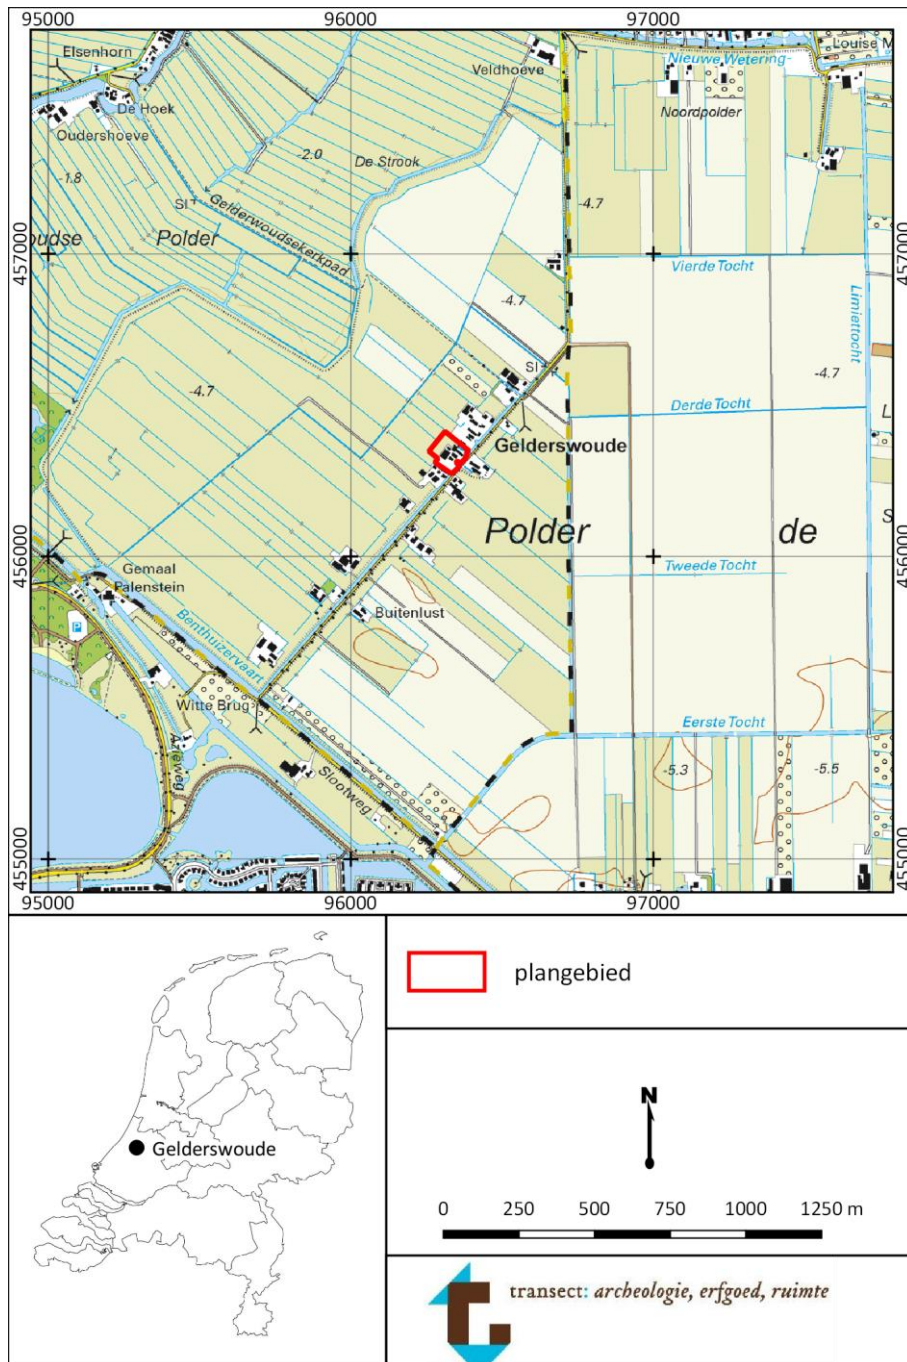 95000
96000
97000
Elsenhorn
Veldhoeve
Louise M
Nieuwe Wetering
De Hoek
Noordpolder
Oudershoeve
-2.0
De Strook
-1.8
SI
Gelderwoudsekerkpad
-4.7
oudse Polder
457000
457000
Vierde Tocht
Limiettocht
-4.7
SI
-4.7
-4.7
Derde Tocht
L
Gelderswoude
S
Polder de
456000
456000
Gemaal
Palenstein
Tweede Tocht
P
Benthuizervaart
Buitenlust
Witte Brug
Eerste Tocht
Azieweg
Slootweg
-5.3
-5.5
455000
455000
95000
96000
97000
plangebied
Gelderswoude
N
0 250 500 750 1000 1250 m
transect: archeologie, erfgoed, ruimte